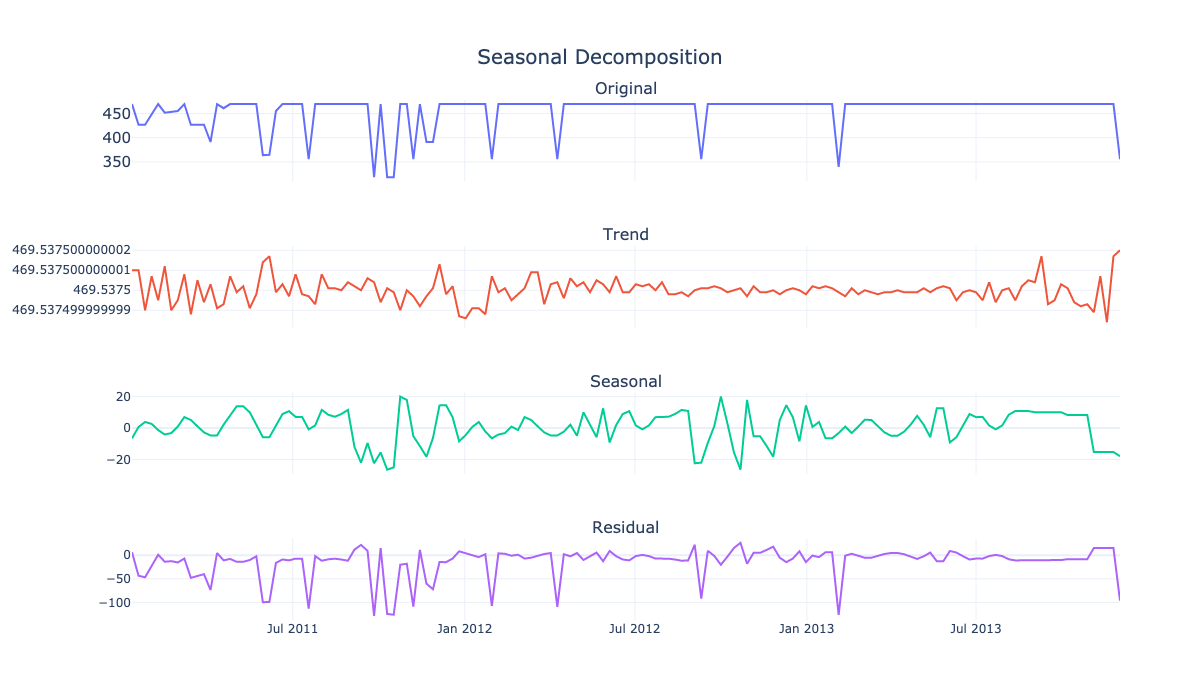 Seasonal Decomposition
Original
450
400
350
Trend
469.537500000002
469.537500000001
469.5375
469.537499999999
Seasonal
20
0
−20
Residual
0
−50
−100
Jul 2011 Jan 2012 Jul 2012 Jan 2013 Jul 2013